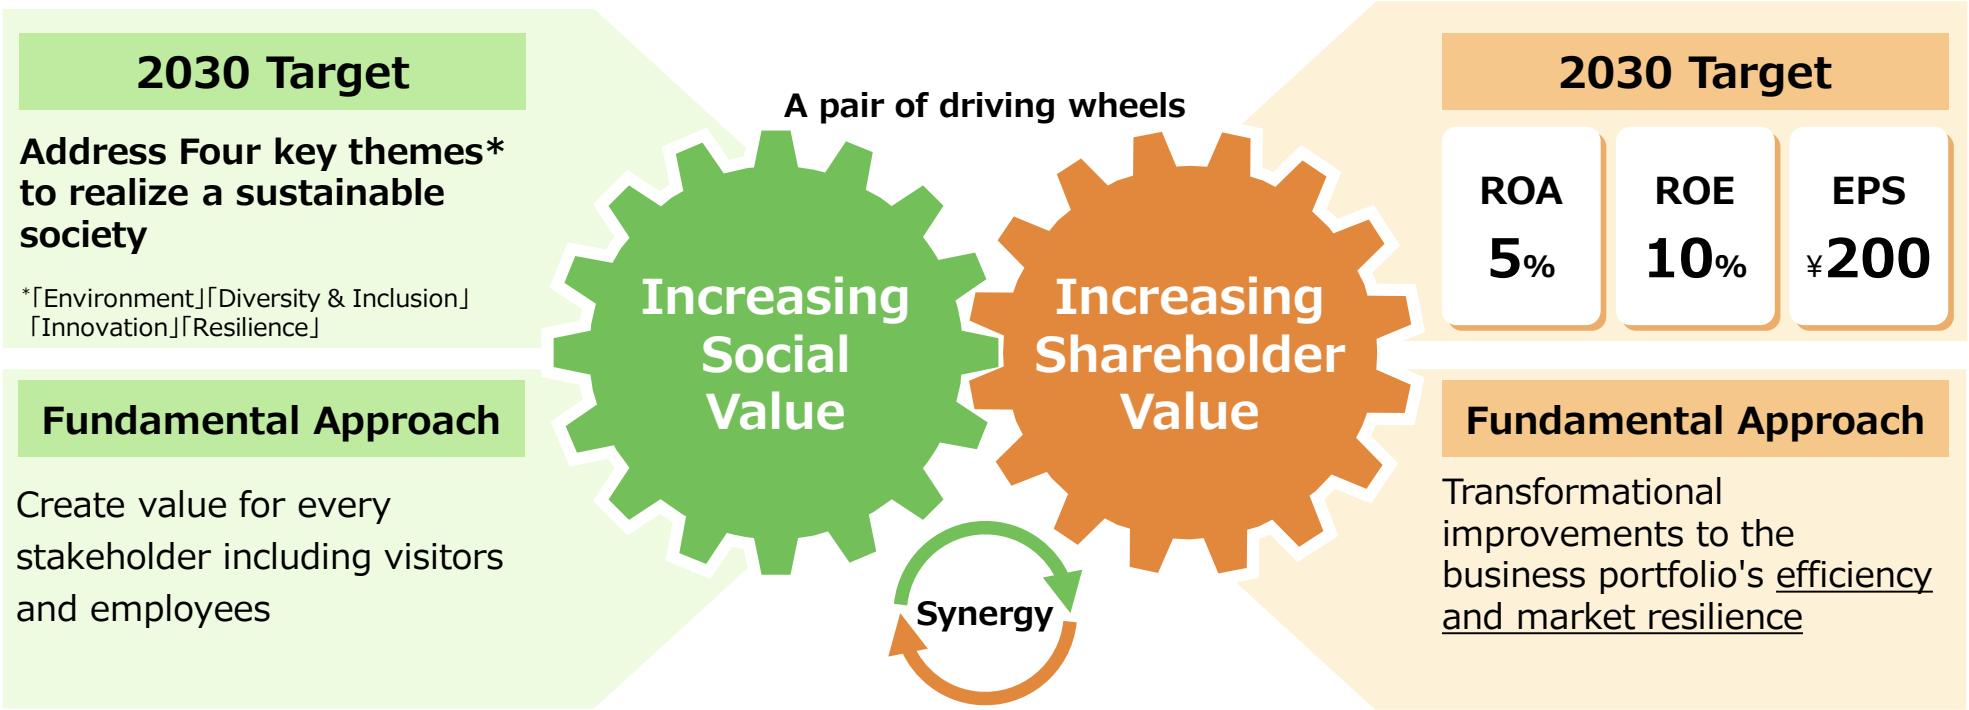 2030 Target
Address Four key themes*
to realize a sustainable
society
*｢Environment｣｢Diversity & Inclusion｣
｢Innovation｣｢Resilience｣
Fundamental Approach
Create value for every
stakeholder including visitors
and employees
A pair of driving wheels
Increasing
Social
Value
Increasing
Shareholder
Value
Synergy
2030 Target
ROA
5%
ROE
10%
EPS
¥200
Fundamental Approach
Transformational
improvements to the
business portfolio's efficiency
and market resilience